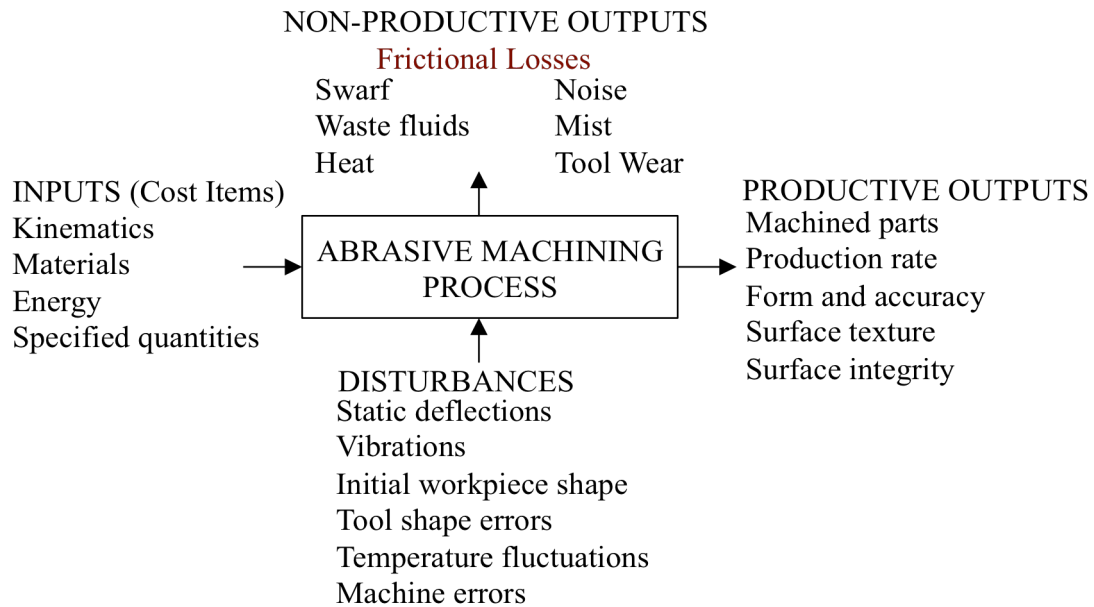 NON-PRODUCTIVE OUTPUTS
Frictional Losses
Swarf
Waste fluids
Heat
Noise
Mist
Tool Wear
INPUTS (Cost Items)
Kinematics
Materials
Energy
Specified quantities
ABRASIVE MACHINING
PROCESS
PRODUCTIVE OUTPUTS
Machined parts
Production rate
Form and accuracy
Surface texture
Surface integrity
DISTURBANCES
Static deflections
Vibrations
Initial workpiece shape
Tool shape errors
Temperature fluctuations
Machine errors